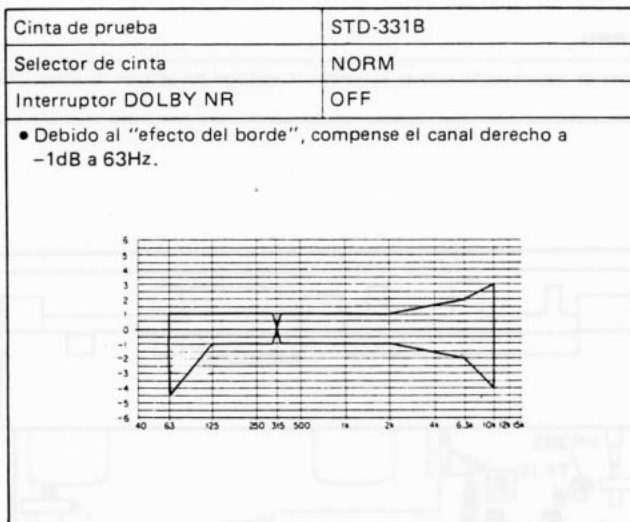 Cinta de prueba STD-331B
Selector de cinta NORM
Interruptor DOLBY NR OFF
• Debido al "efecto del borde", compense el canal derecho a
–1dB a 63Hz.
6
5
4
3
2
1
0
-1
-2
-3
-4
-5
-6
40 63 125 250 315 500 1k 2k 4k 6.3k 10k 12k 15k